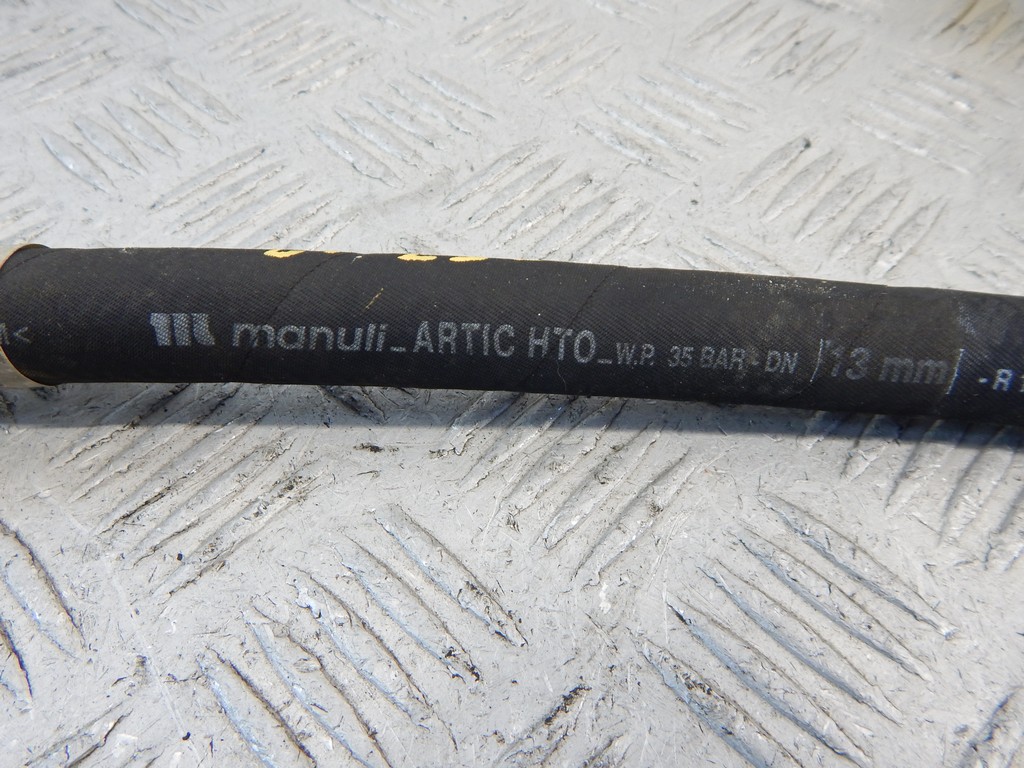 manuli_ARTIC HTO_W.P. 35 BAR - DN 13 mm -R